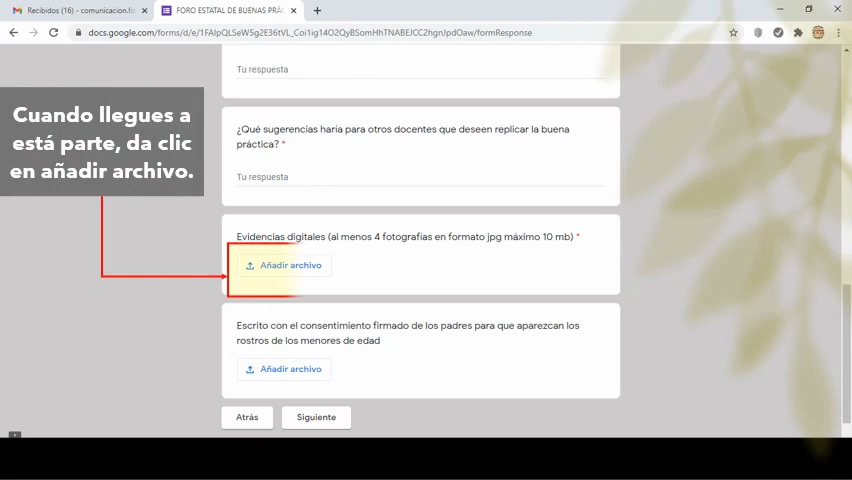 Recibidos (16) - comunicacion.fo
FORO ESTATAL DE BUENAS PRÁC
docs.google.com/forms/d/e/1FAIpQLSeWSg2E36tVL_Coi1ig14O2QyBSomHhTNABEJCC2hgnJpdOaw/formResponse
Tu respuesta
Cuando llegues a
está parte, da clic
en añadir archivo.
¿Qué sugerencias haría para otros docentes que deseen replicar la buena
práctica? *
Tu respuesta
Evidencias digitales (al menos 4 fotografías en formato jpg máximo 10 mb) *
Añadir archivo
Escrito con el consentimiento firmado de los padres para que aparezcan los
rostros de los menores de edad
Añadir archivo
Atrás
Siguiente